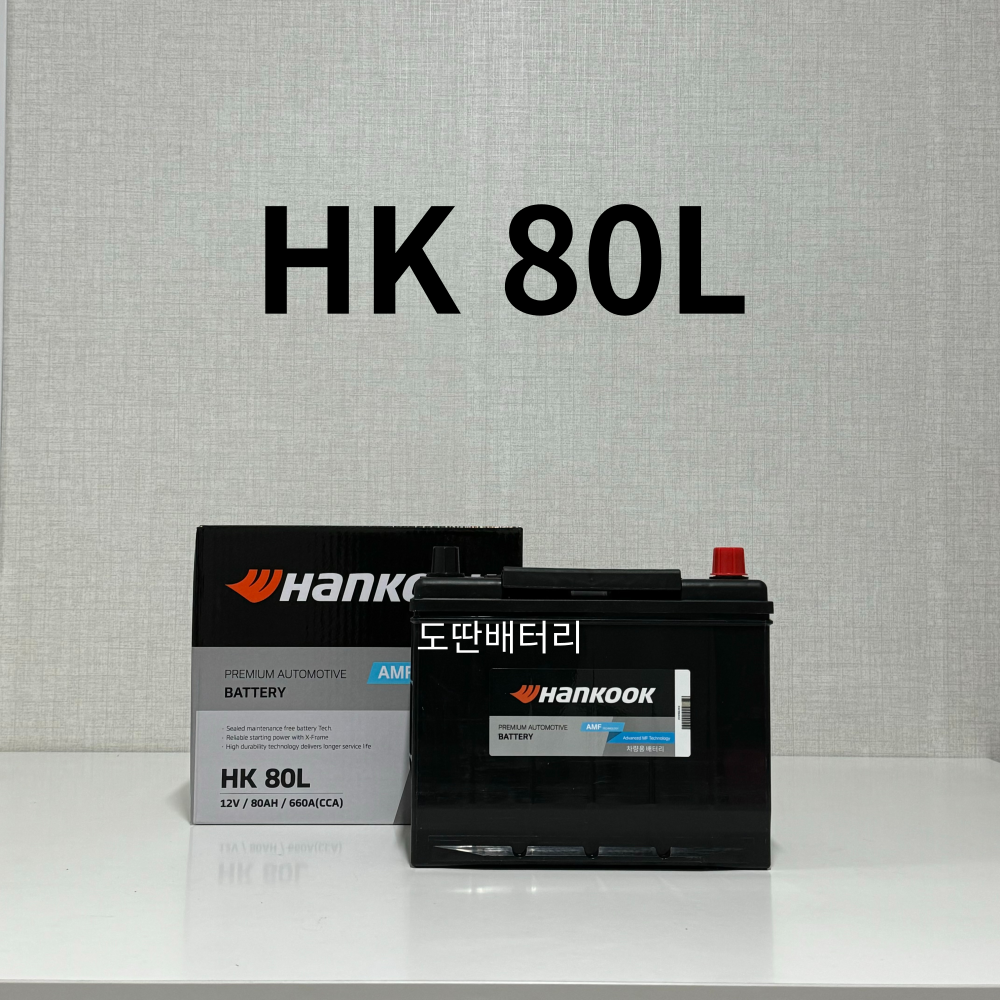 HK 80L
HANKOO
도딴배터리
PREMIUM AUTOMOTIVE
BATTERY
AMF
· Sealed maintenance free battery Tech
· Reliable starting power with X-Frame
· High durability technology delivers longer service life
HK 80L
12V / 80AH / 660A(CCA)
HANKOOK
PREMIUM AUTOMOTIVE
BATTERY
AMF
Advanced MF Technology
차량용 배터리